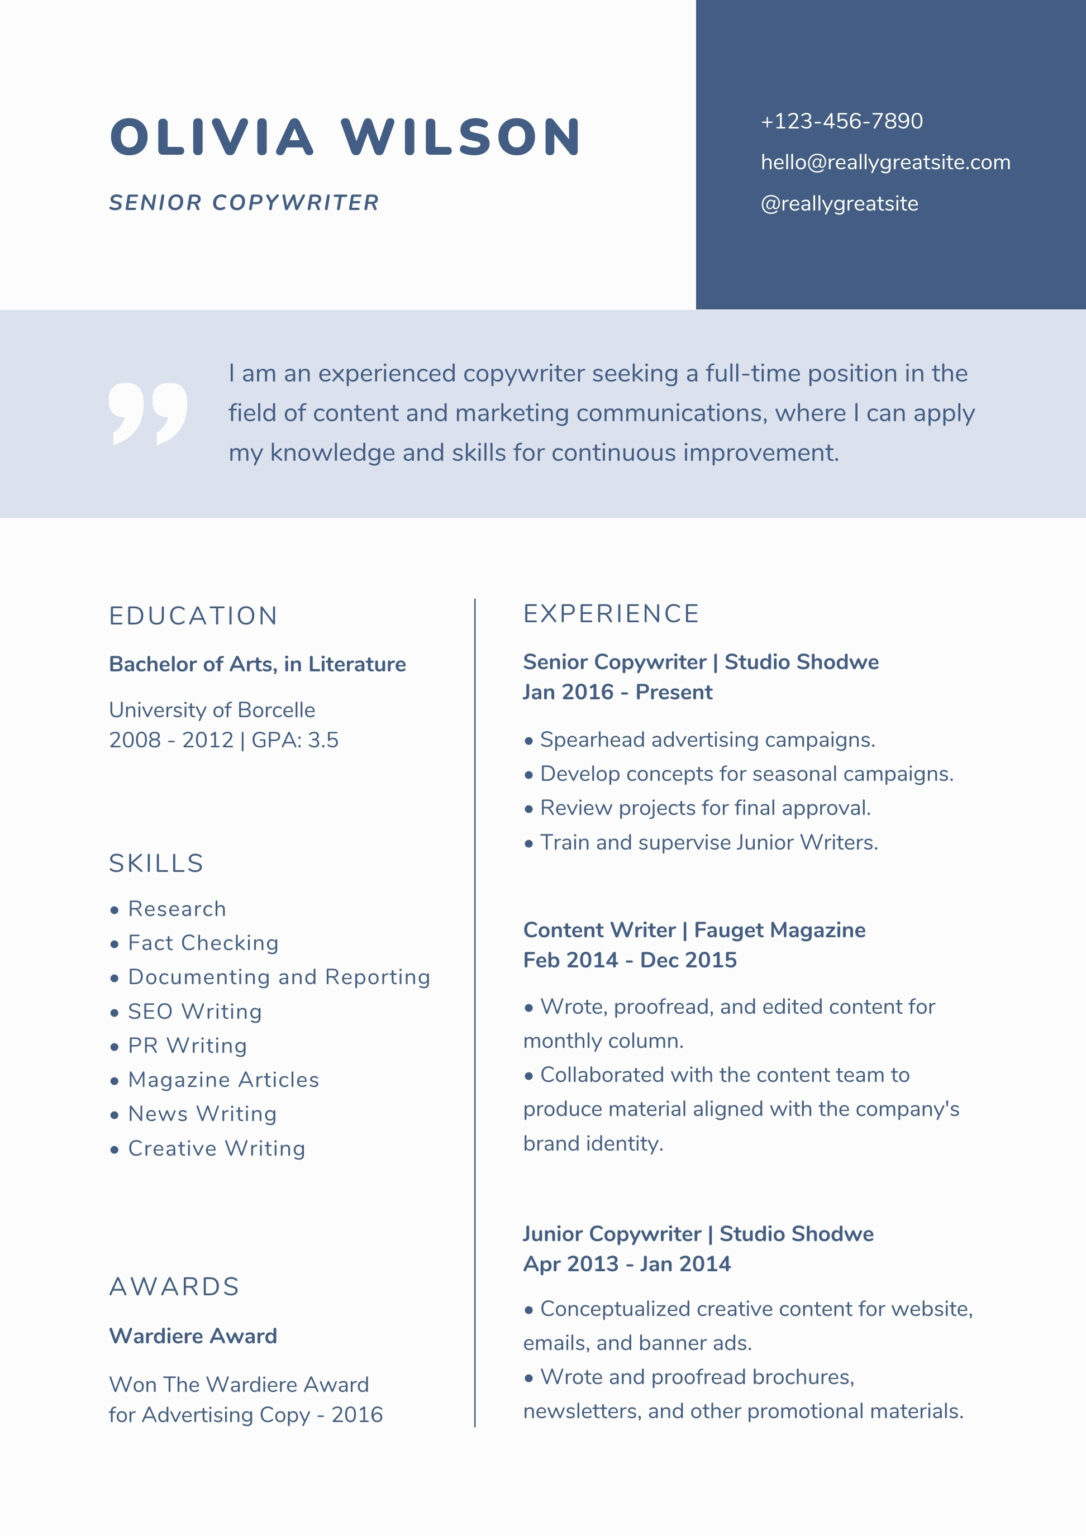 OLIVIA WILSON
SENIOR COPYWRITER
+123-456-7890
hello@reallygreatsite.com
@reallygreatsite
I am an experienced copywriter seeking a full-time position in the
field of content and marketing communications, where I can apply
my knowledge and skills for continuous improvement.
EDUCATION
Bachelor of Arts, in Literature
University of Borcelle
2008 - 2012 | GPA: 3.5
SKILLS
• Research
• Fact Checking
• Documenting and Reporting
• SEO Writing
• PR Writing
• Magazine Articles
• News Writing
• Creative Writing
AWARDS
Wardiere Award
Won The Wardiere Award
for Advertising Copy - 2016
EXPERIENCE
Senior Copywriter | Studio Shodwe
Jan 2016 - Present
• Spearhead advertising campaigns.
• Develop concepts for seasonal campaigns.
• Review projects for final approval.
• Train and supervise Junior Writers.
Content Writer | Fauget Magazine
Feb 2014 - Dec 2015
• Wrote, proofread, and edited content for
monthly column.
• Collaborated with the content team to
produce material aligned with the company's
brand identity.
Junior Copywriter | Studio Shodwe
Apr 2013 - Jan 2014
• Conceptualized creative content for website,
emails, and banner ads.
• Wrote and proofread brochures,
newsletters, and other promotional materials.